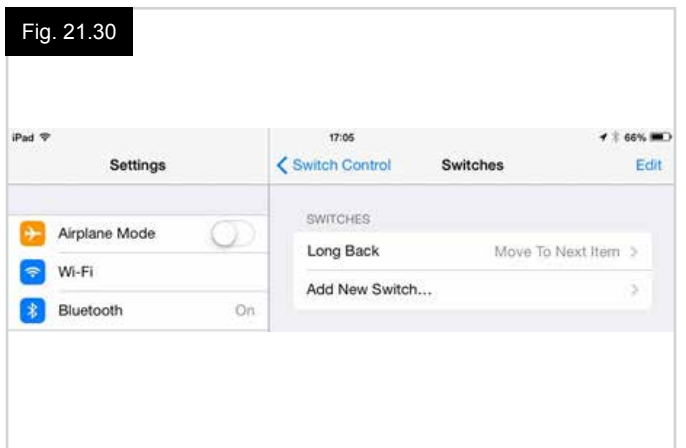 Fig. 21.30
iPad 17:05 66%
Settings
Switch Control Switches Edit
Airplane Mode
Wi-Fi
Bluetooth On
SWITCHES
Long Back Move To Next Item
Add New Switch...